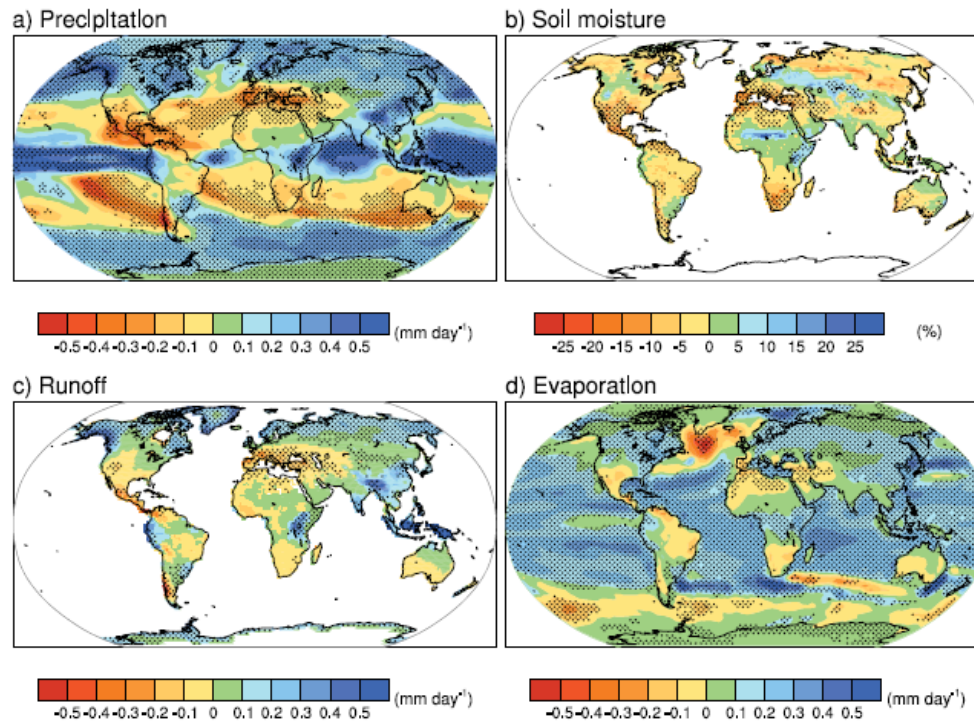 a) Precipitation
b) Soil moisture
-0.5 -0.4 -0.3 -0.2 -0.1 0 0.1 0.2 0.3 0.4 0.5 (mm day⁻¹)
-25 -20 -15 -10 -5 0 5 10 15 20 25 (%)
c) Runoff
d) Evaporation
-0.5 -0.4 -0.3 -0.2 -0.1 0 0.1 0.2 0.3 0.4 0.5 (mm day⁻¹)
-0.5 -0.4 -0.3 -0.2 -0.1 0 0.1 0.2 0.3 0.4 0.5 (mm day⁻¹)